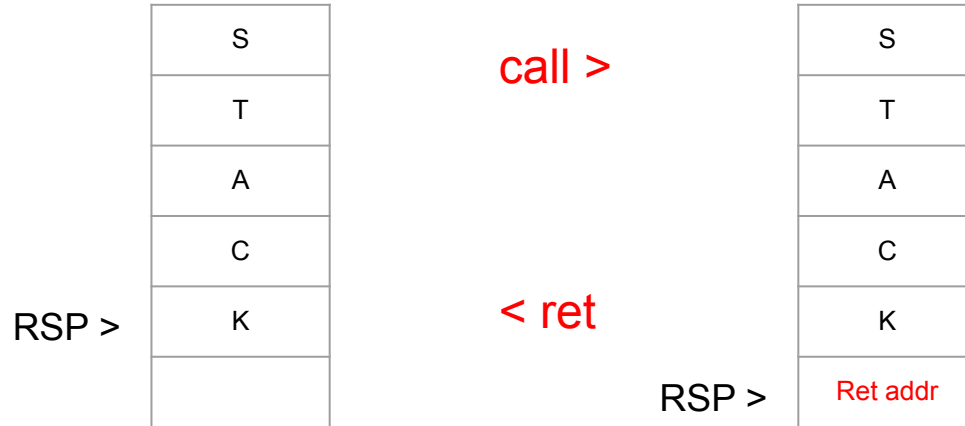 S
T
A
C
RSP > K
call >
< ret
S
T
A
C
K
RSP > Ret addr